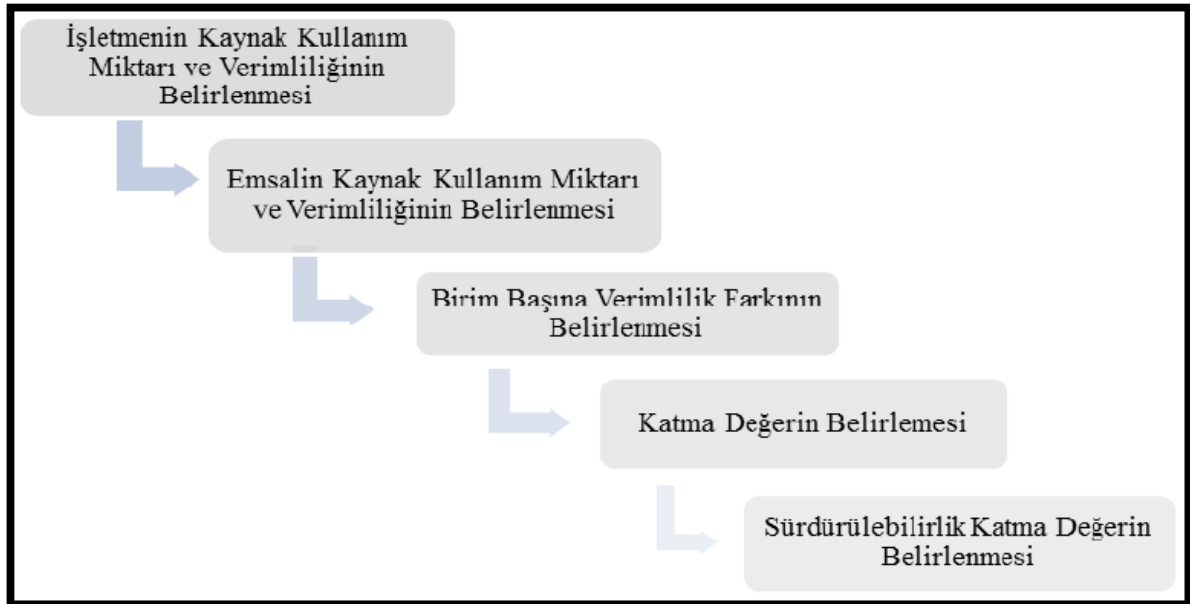 İşletmenin Kaynak Kullanım
Miktarı ve Verimliliğinin
Belirlenmesi
Emsalin Kaynak Kullanım Miktarı
ve Verimliliğinin Belirlenmesi
Birim Başına Verimlilik Farkının
Belirlenmesi
Katma Değerin Belirlemesi
Sürdürülebilirlik Katma Değerin
Belirlenmesi